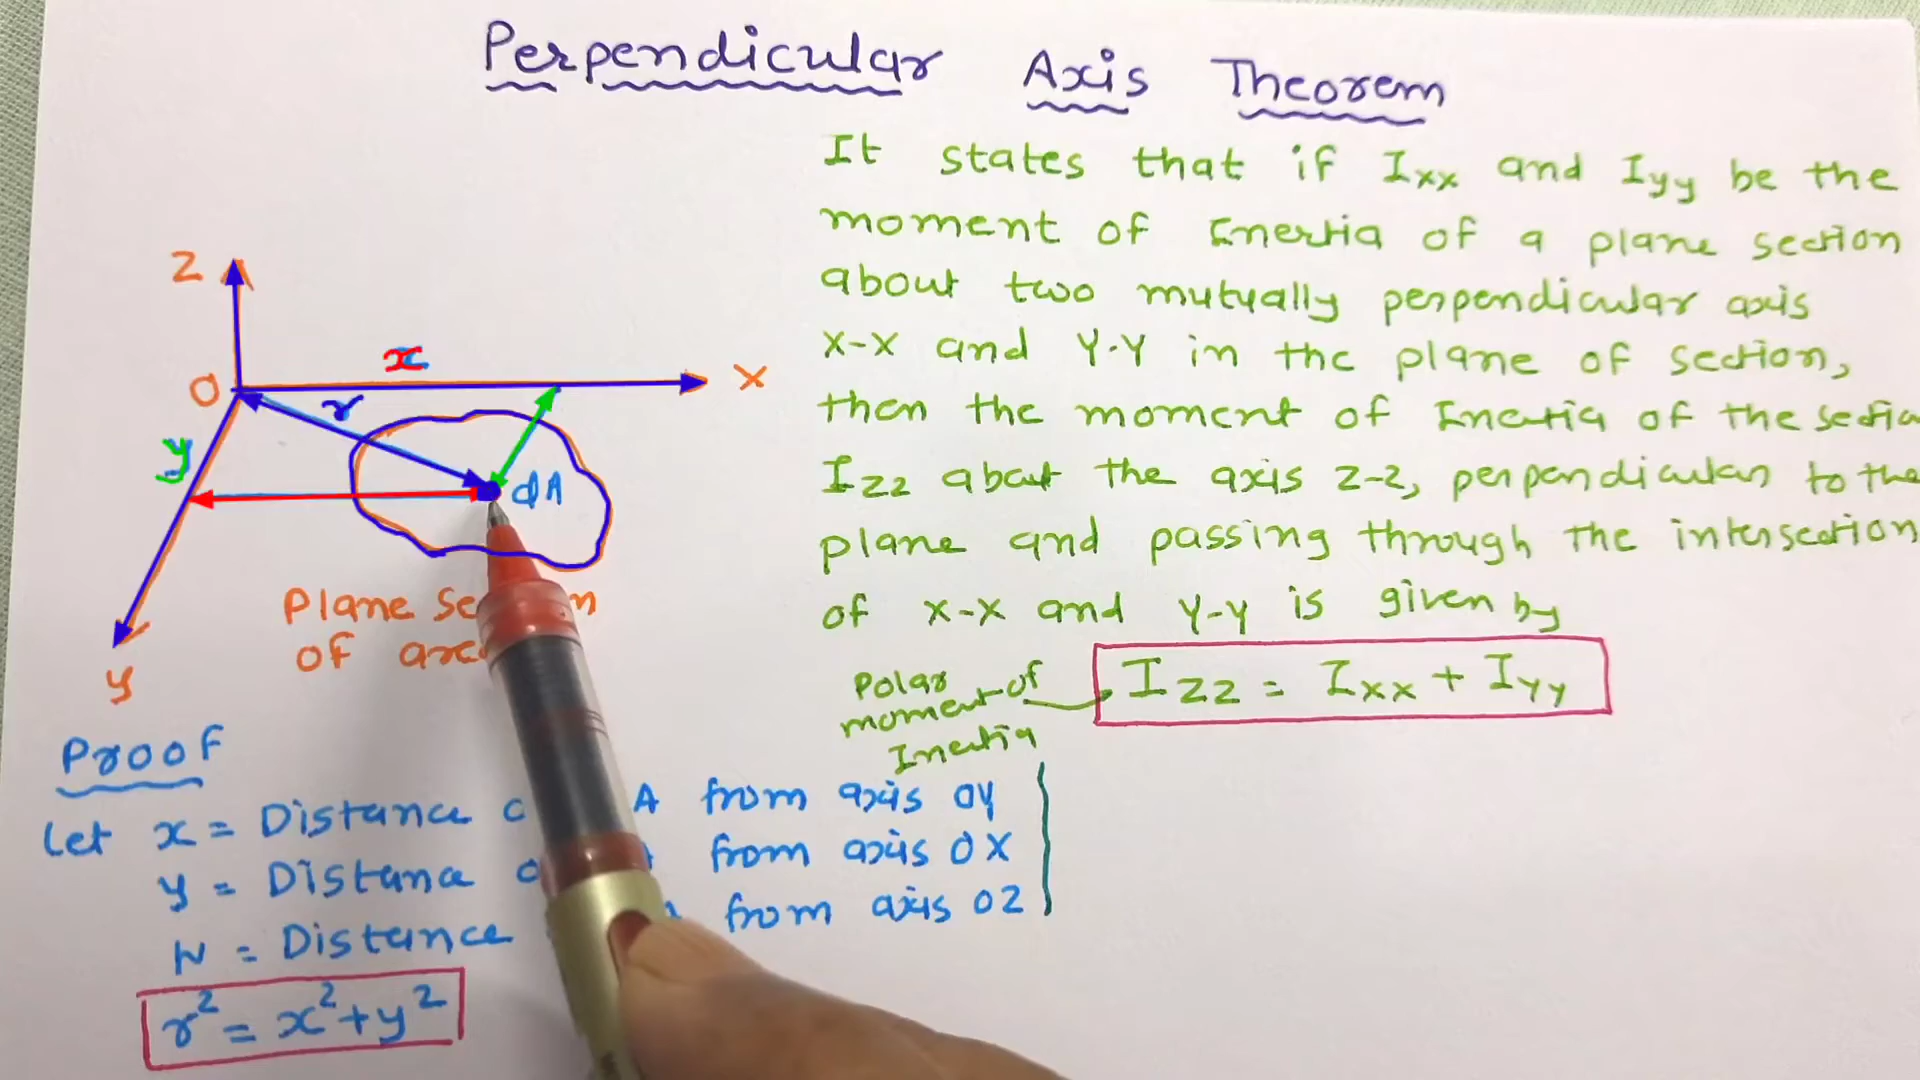 Perpendicular Axis Theorem
It states that if Ixx and Iyy be the
moment of Inertia of a plane section
about two mutually perpendicular axis
X-X and Y-Y in the plane of section,
then the moment of Inertia of the
Izz about the axis z-z, perpendicular to the
plane and passing through the intersection
of X-X and Y-Y is given by
Izz = Ixx + Iyy
Polar
moment of
Inertia
Z
x
O
X
r
y
dA
Plane
of
y
Proof
Let x = Distance A from axis OY
y = Distance from axis OX
r = Distance from axis OZ
r² = x² + y²